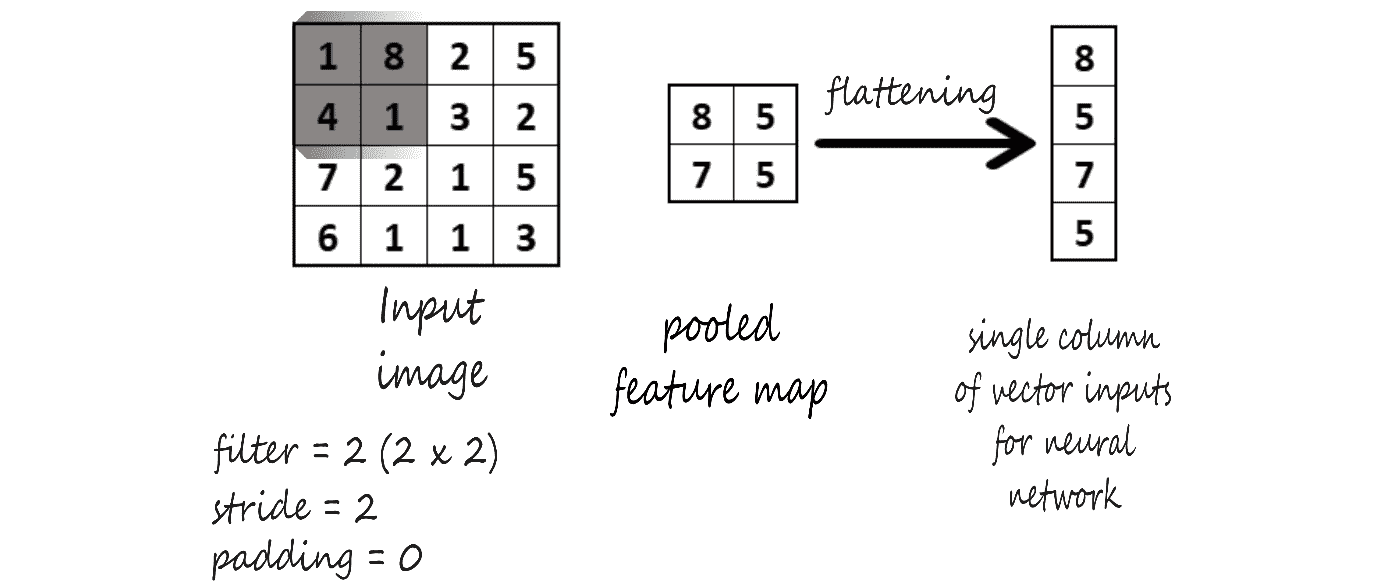 1 8 2 5
4 1 3 2
7 2 1 5
6 1 1 3
Input
image
filter = 2 (2 x 2)
stride = 2
padding = 0
8 5
7 5
pooled
feature map
flattening
8
5
7
5
single column
of vector inputs
for neural
network